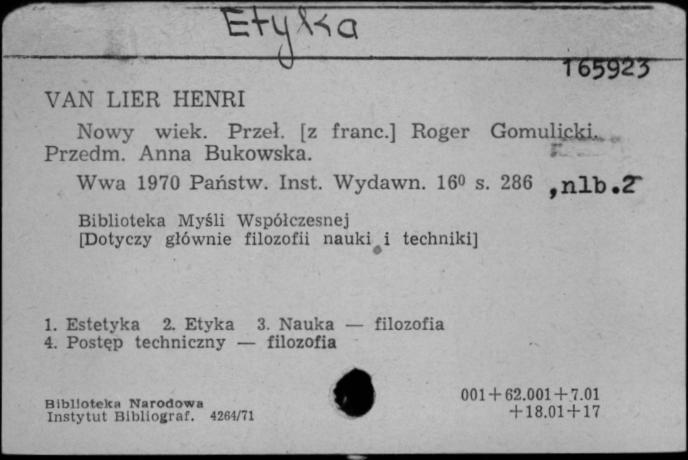 Etyka
165923
VAN LIER HENRI
Nowy wiek. Przeł. [z franc.] Roger Gomulicki.
Przedm. Anna Bukowska.
Wwa 1970 Państw. Inst. Wydawn. 16⁰ s. 286 ,nlb.2
Biblioteka Myśli Współczesnej
[Dotyczy głównie filozofii nauki i techniki]
1. Estetyka 2. Etyka 3. Nauka — filozofia
4. Postęp techniczny — filozofia
Biblioteka Narodowa
Instytut Bibliograf. 4264/71
001+62.001+7.01
+18.01+17